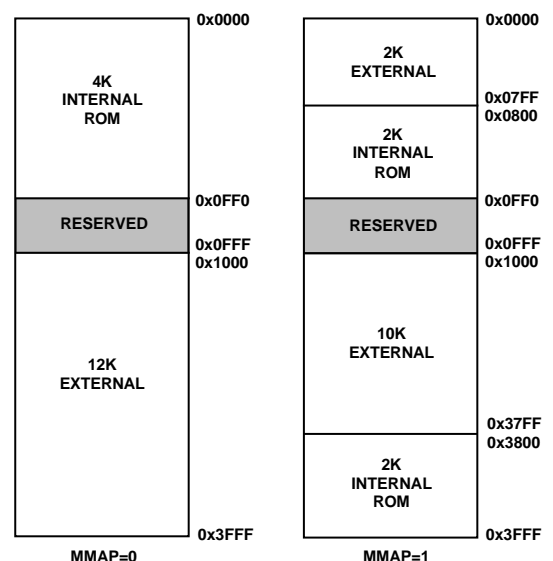 0x0000
4K
INTERNAL
ROM
0x0FF0
RESERVED
0x0FFF
0x1000
12K
EXTERNAL
0x3FFF
MMAP=0
0x0000
2K
EXTERNAL
0x07FF
0x0800
2K
INTERNAL
ROM
0x0FF0
RESERVED
0x0FFF
0x1000
10K
EXTERNAL
0x37FF
0x3800
2K
INTERNAL
ROM
0x3FFF
MMAP=1